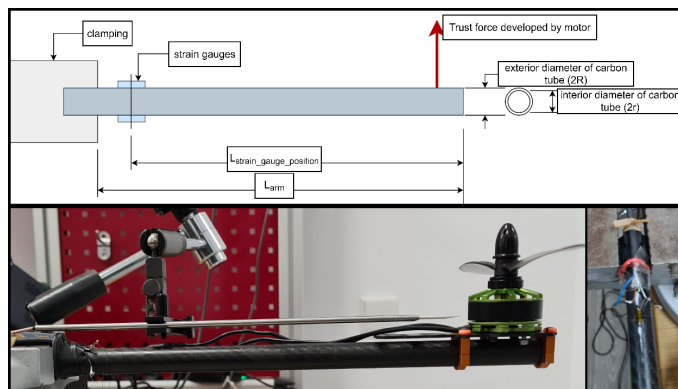 clamping
strain gauges
Trust force developed by motor
exterior diameter of carbon
tube (2R)
interior diameter of carbon
tube (2r)
Lstrain_gauge_position
Larm